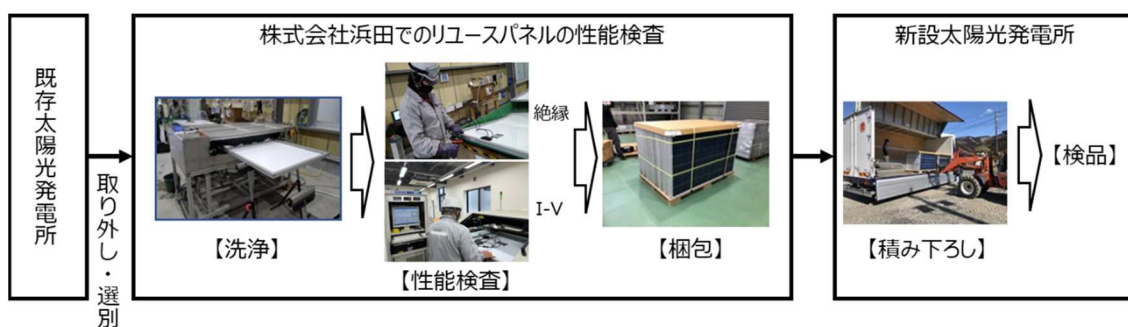 既存太陽光発電所
取り外し・選別
株式会社浜田でのリユースパネルの性能検査
【洗浄】
絶縁
I-V
【性能検査】
【梱包】
新設太陽光発電所
【積み下ろし】
【検品】